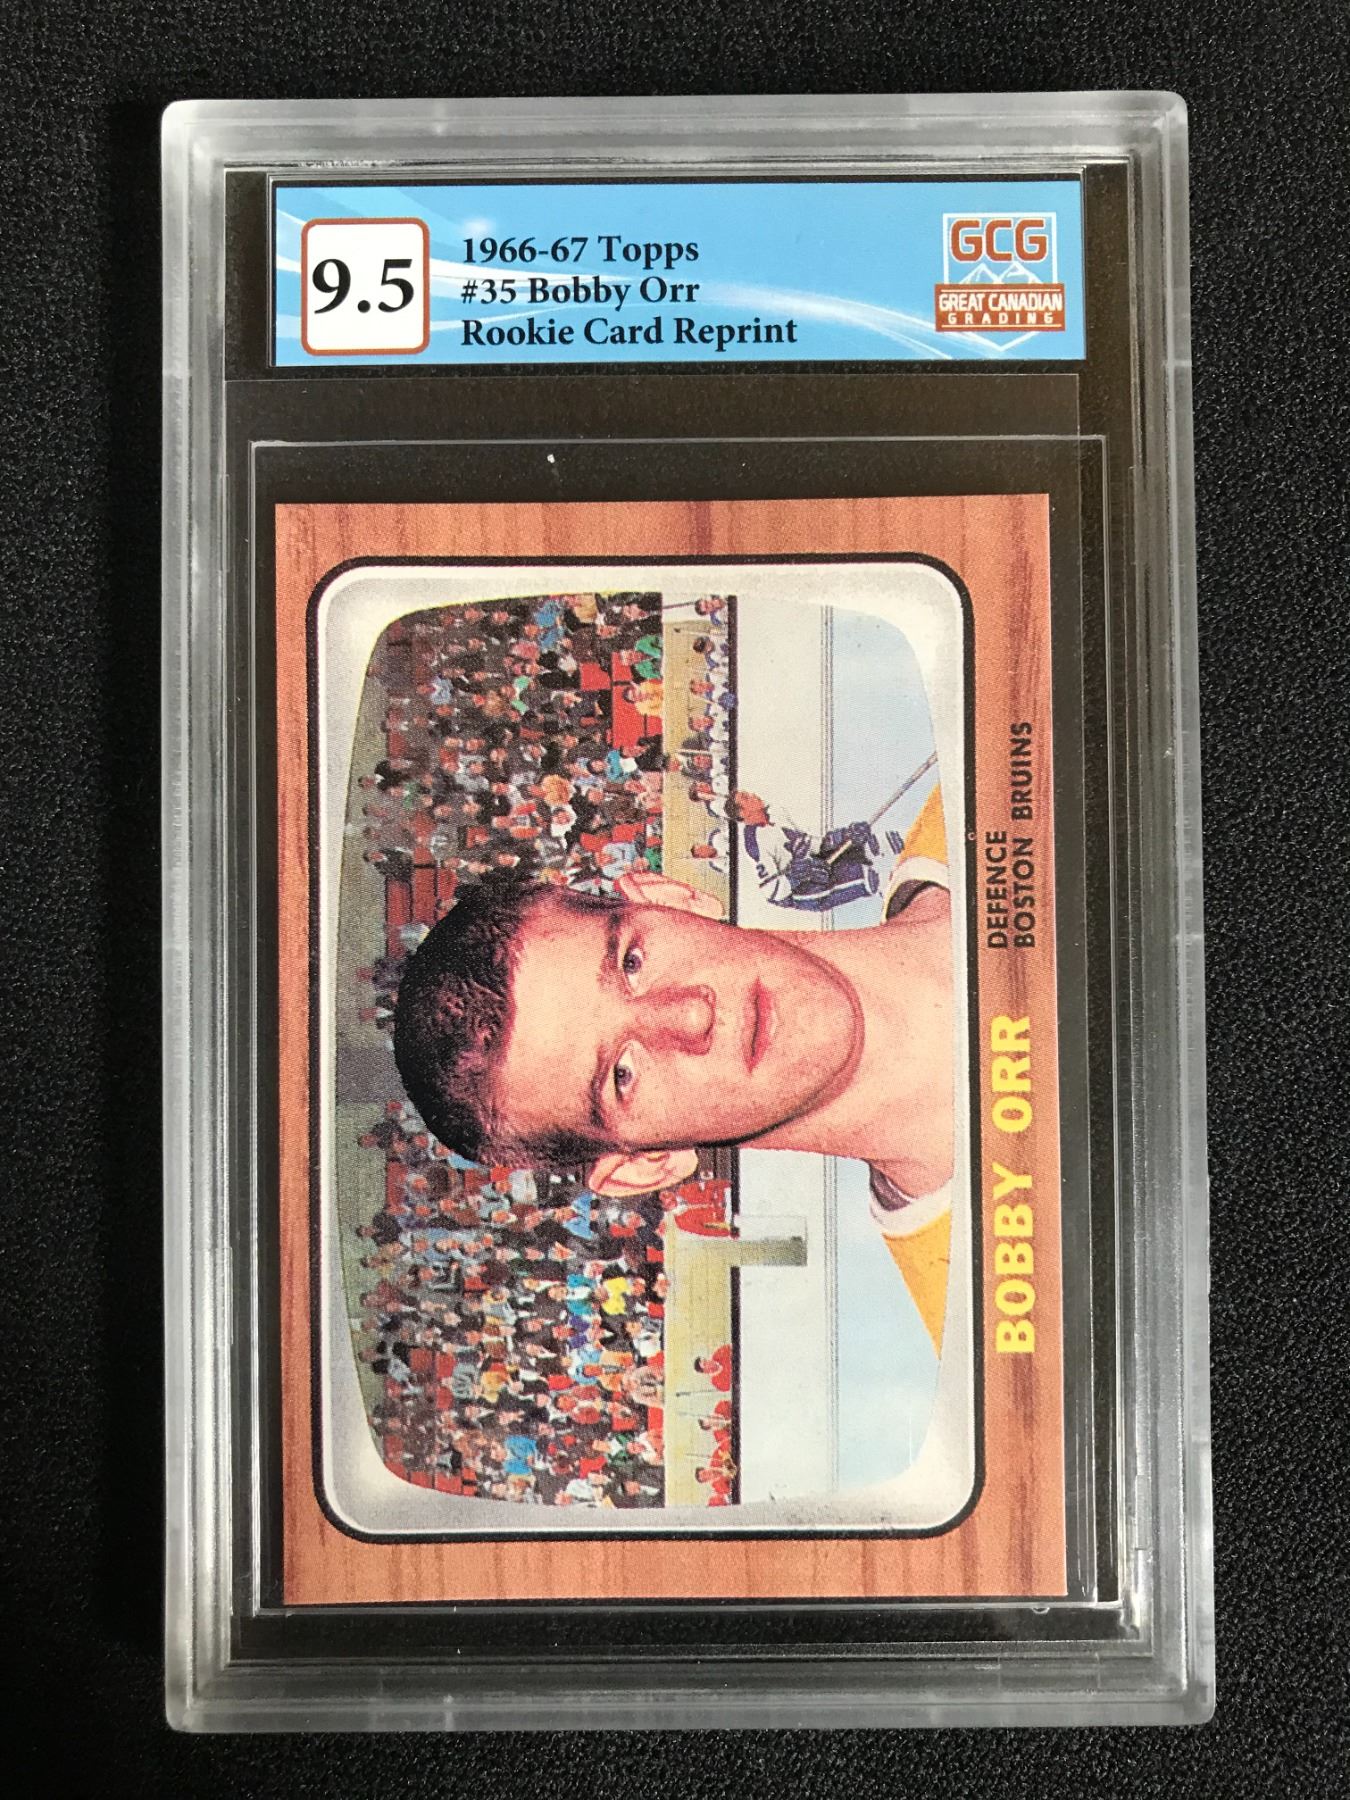 9.5
1966-67 Topps
#35 Bobby Orr
Rookie Card Reprint
GCG
GREAT CANADIAN
GRADING
BOBBY ORR
DEFENCE
BOSTON BRUINS
2